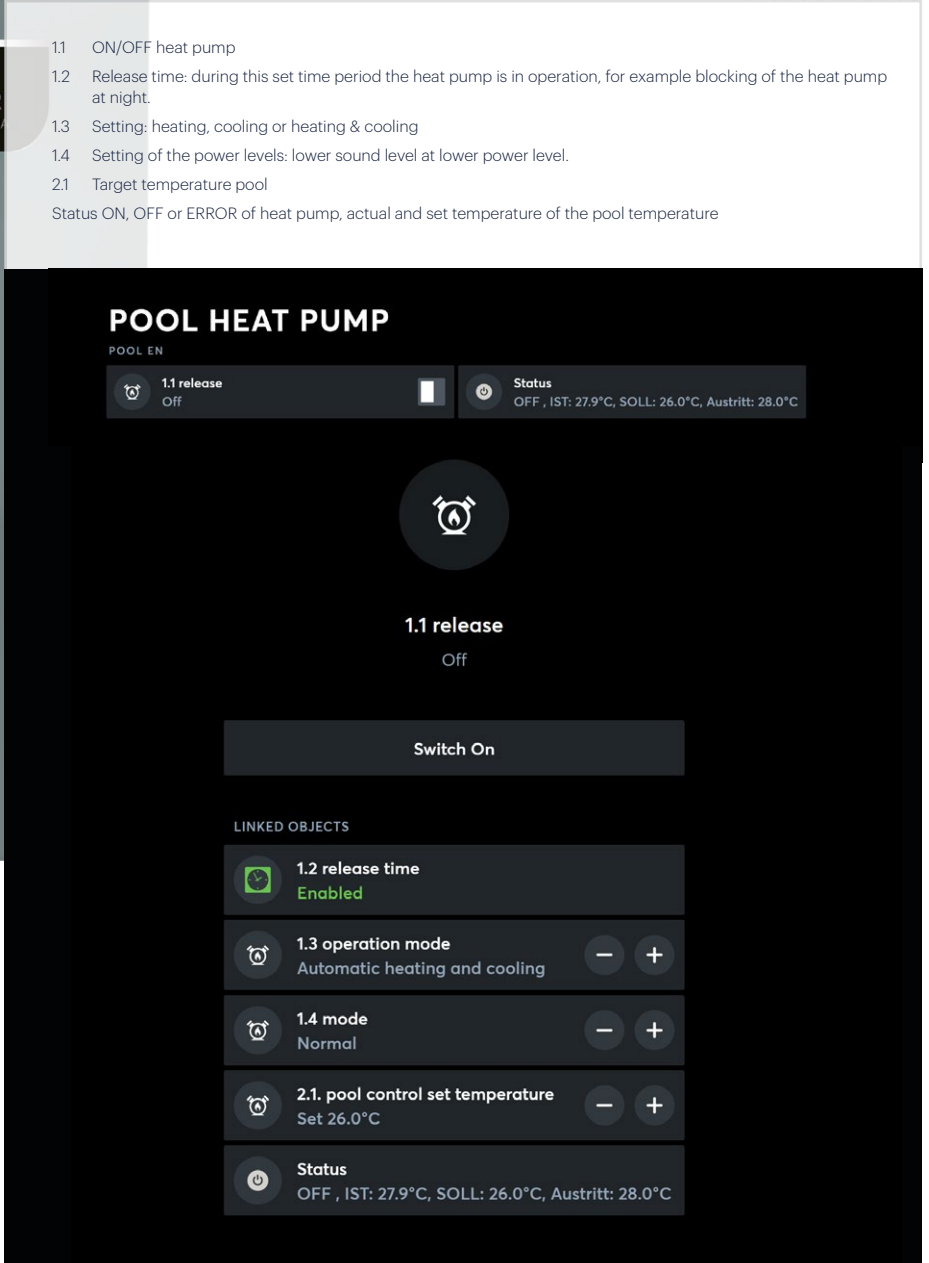 1.1 ON/OFF heat pump
1.2 Release time: during this set time period the heat pump is in operation, for example blocking of the heat pump
at night.
1.3 Setting: heating, cooling or heating & cooling
1.4 Setting of the power levels: lower sound level at lower power level.
2.1 Target temperature pool
Status ON, OFF or ERROR of heat pump, actual and set temperature of the pool temperature
POOL HEAT PUMP
POOL EN
1.1 release
Off
Status
OFF , IST: 27.9°C, SOLL: 26.0°C, Austritt: 28.0°C
1.1 release
Off
Switch On
LINKED OBJECTS
1.2 release time
Enabled
1.3 operation mode
Automatic heating and cooling
1.4 mode
Normal
2.1. pool control set temperature
Set 26.0°C
Status
OFF , IST: 27.9°C, SOLL: 26.0°C, Austritt: 28.0°C